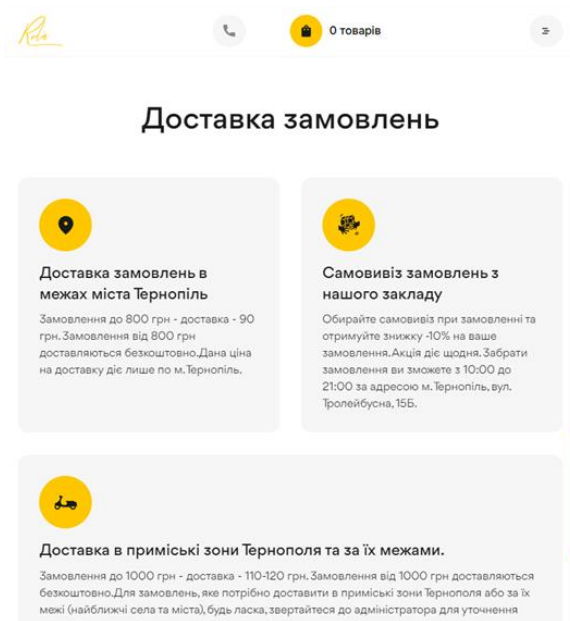 Rolu
0 товарів
Доставка замовлень
Доставка замовлень в
межах міста Тернопіль
Замовлення до 800 грн - доставка - 90
грн. Замовлення від 800 грн
доставляються безкоштовно.Дана ціна
на доставку діє лише по м. Тернопіль.
Самовивіз замовлень з
нашого закладу
Обирайте самовивіз при замовленні та
отримуйте знижку -10% на ваше
замовлення.Акція діє щодня. Забрати
замовлення ви зможете з 10:00 до
21:00 за адресою м. Тернопіль, вул.
Тролейбусна, 15Б.
Доставка в приміські зони Тернополя та за їх межами.
Замовлення до 1000 грн - доставка - 110-120 грн. Замовлення від 1000 грн доставляються
безкоштовно.Для замовлень, яке потрібно доставити в приміські зони Тернополя або за їх
межі (найближчі села та міста), будь ласка, звертайтеся до адміністратора для уточнення